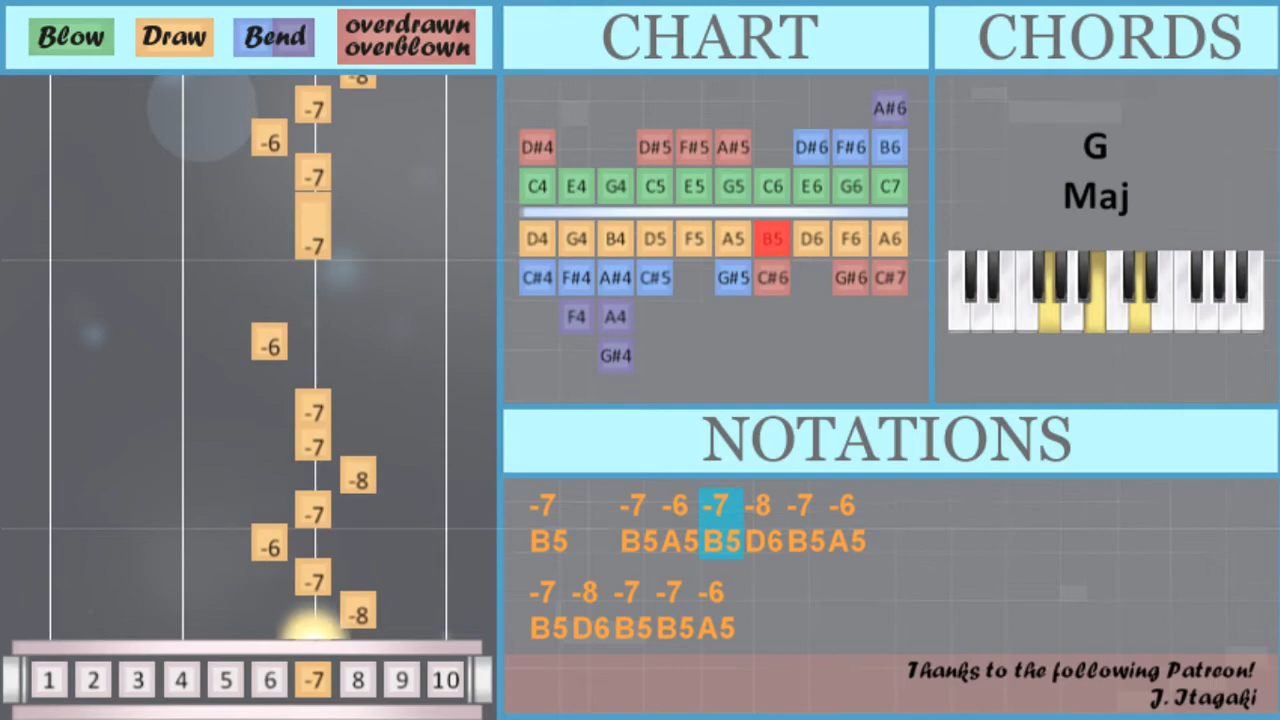 Blow Draw Bend overdrawn overblown
CHART
CHORDS
-8
-7
-6
-7
-7
-6
-7
-7
-8
-7
-6
-7
-8
1 2 3 4 5 6 -7 8 9 10
A#6
D#4 D#5 F#5 A#5 D#6 F#6 B6
C4 E4 G4 C5 E5 G5 C6 E6 G6 C7
D4 G4 B4 D5 F5 A5 B5 D6 F6 A6
C#4 F#4 A#4 C#5 G#5 C#6 G#6 C#7
F4 A4
G#4
G
Maj
NOTATIONS
-7 -7 -6 -7 -8 -7 -6
B5 B5 A5 B5 D6 B5 A5
-7 -8 -7 -7 -6
B5 D6 B5 B5 A5
Thanks to the following Patreon!
J. Itagaki